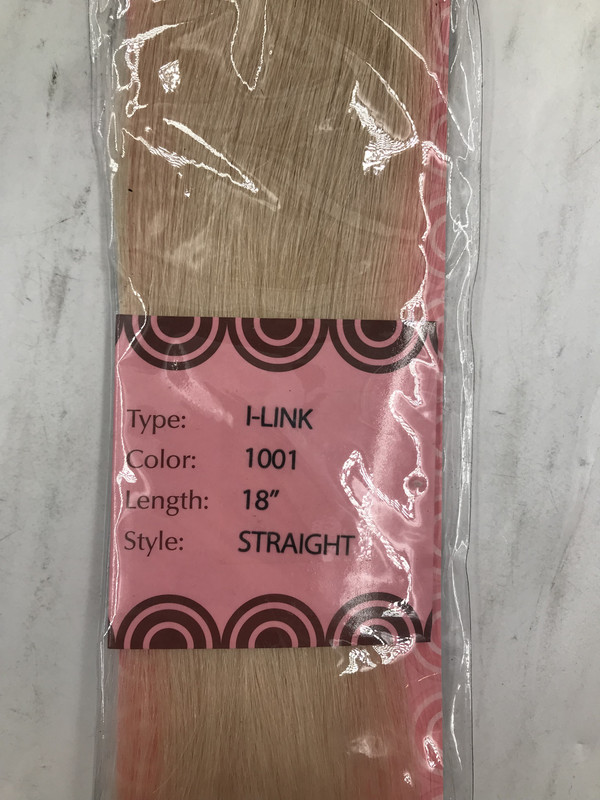 Type: I-LINK
Color: 1001
Length: 18”
Style: STRAIGHT